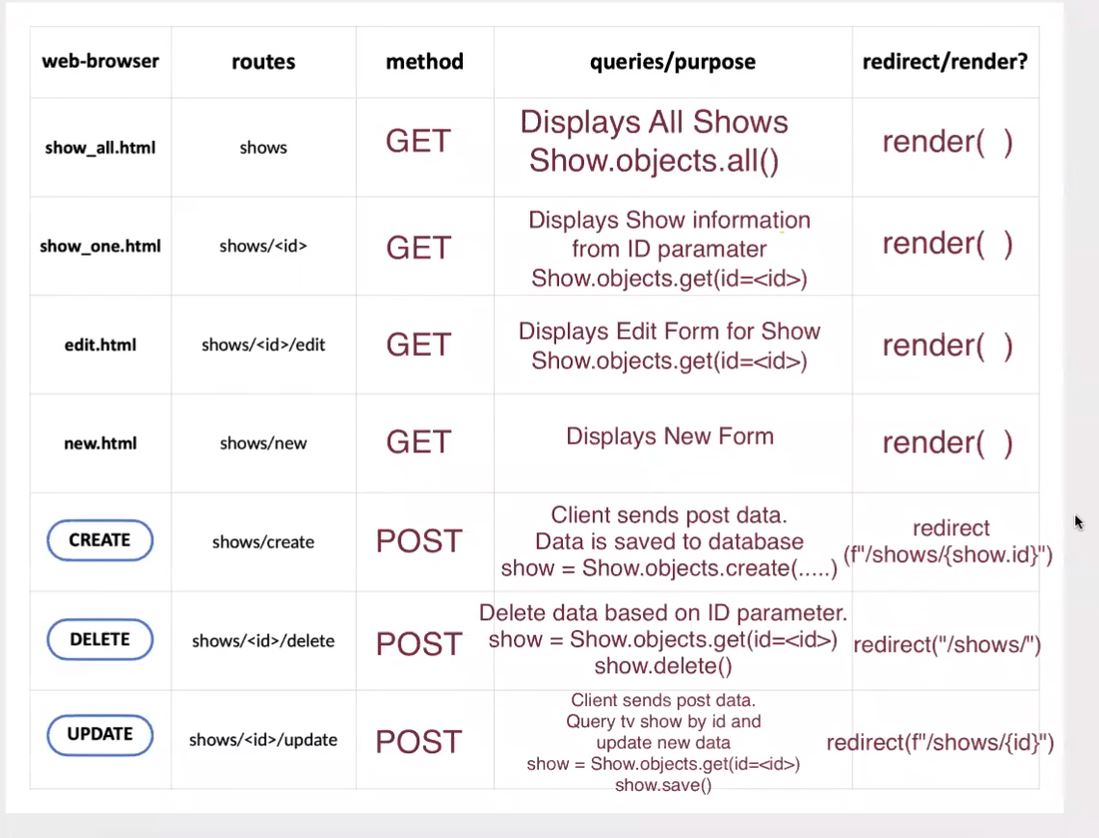 web-browser routes method queries/purpose redirect/render?
show_all.html shows GET Displays All Shows render( )
Show.objects.all()
show_one.html shows/<id> GET Displays Show information render( )
from ID paramater
Show.objects.get(id=<id>)
edit.html shows/<id>/edit GET Displays Edit Form for Show render( )
Show.objects.get(id=<id>)
new.html shows/new GET Displays New Form render( )
CREATE shows/create POST Client sends post data. redirect
Data is saved to database (f"/shows/{show.id}")
show = Show.objects.create(.....)
DELETE shows/<id>/delete POST Delete data based on ID parameter. redirect("/shows/")
show = Show.objects.get(id=<id>)
show.delete()
UPDATE shows/<id>/update POST Client sends post data. redirect(f"/shows/{id}")
Query tv show by id and
update new data
show = Show.objects.get(id=<id>)
show.save()